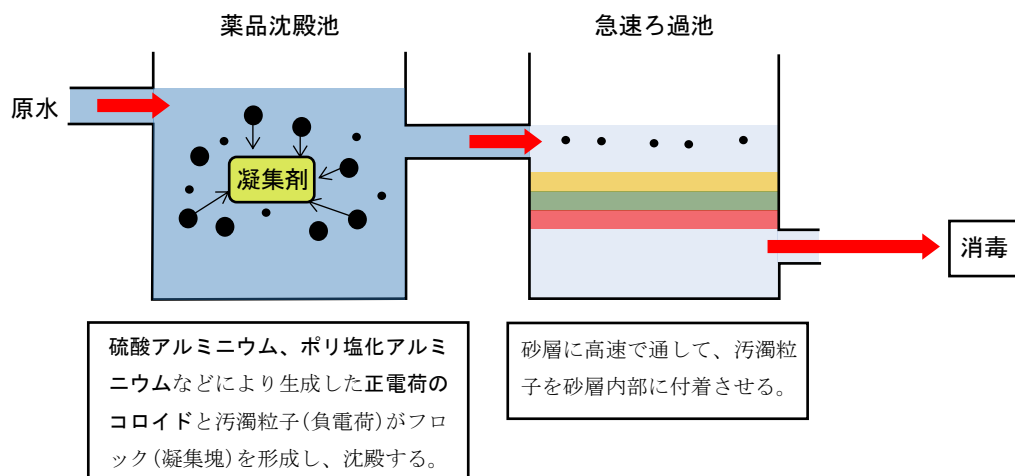 薬品沈殿池
急速ろ過池
原水
凝集剤
消毒
硫酸アルミニウム、ポリ塩化アルミ
ニウムなどにより生成した正電荷の
コロイドと汚濁粒子(負電荷)がフロ
ック(凝集塊)を形成し、沈殿する。
砂層に高速で通して、汚濁粒
子を砂層内部に付着させる。